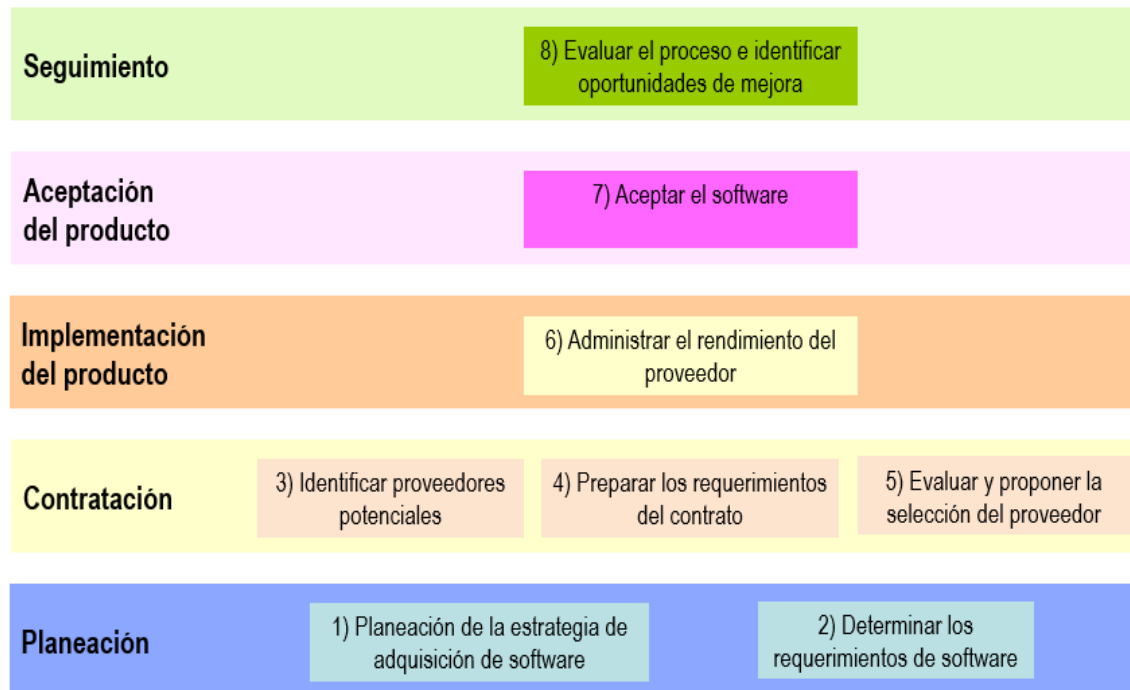 Seguimiento
8) Evaluar el proceso e identificar
oportunidades de mejora
Aceptación
del producto
7) Aceptar el software
Implementación
del producto
6) Administrar el rendimiento del
proveedor
Contratación
3) Identificar proveedores
potenciales
4) Preparar los requerimientos
del contrato
5) Evaluar y proponer la
selección del proveedor
Planeación
1) Planeación de la estrategia de
adquisición de software
2) Determinar los
requerimientos de software